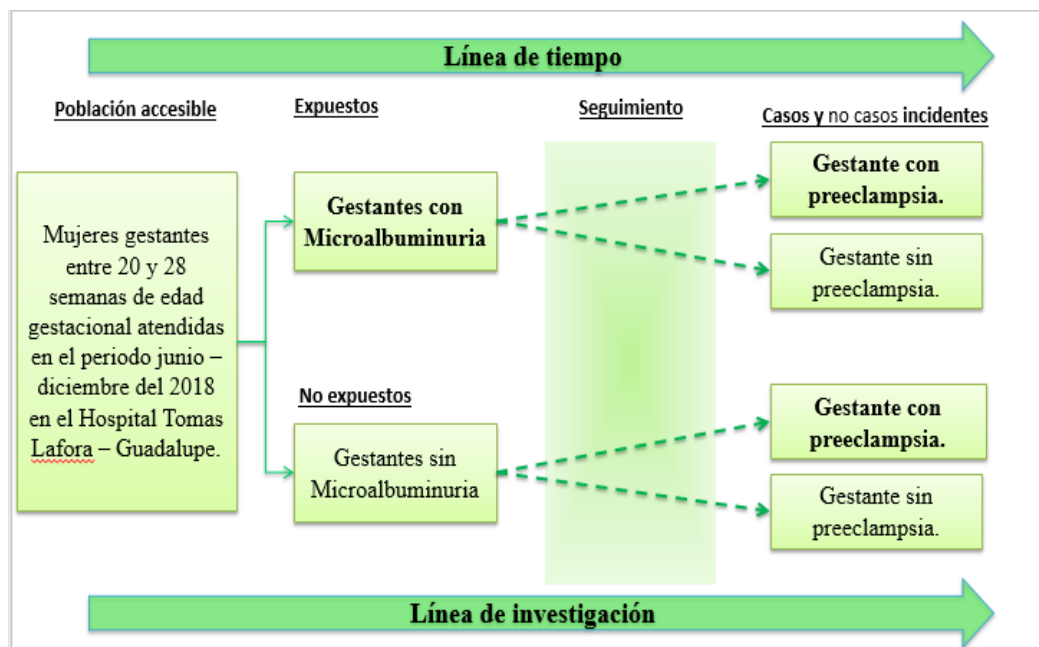 Línea de tiempo
Población accesible
Expuestos
Seguimiento
Casos y no casos incidentes
Mujeres gestantes
entre 20 y 28
semanas de edad
gestacional atendidas
en el periodo junio –
diciembre del 2018
en el Hospital Tomas
Lafora – Guadalupe.
Gestantes con
Microalbuminuria
Gestante con
preeclampsia.
Gestante sin
preeclampsia.
No expuestos
Gestantes sin
Microalbuminuria
Gestante con
preeclampsia.
Gestante sin
preeclampsia.
Línea de investigación